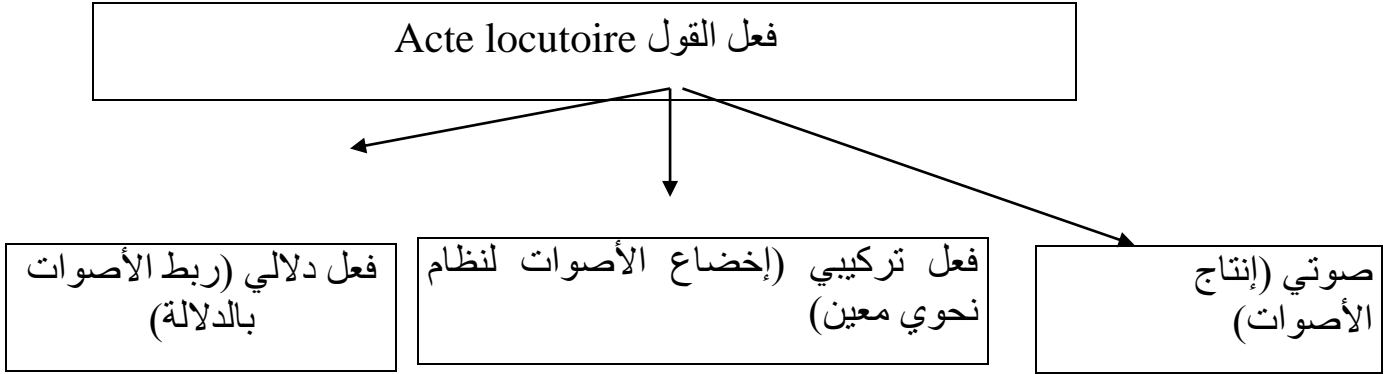 فعل القول Acte locutoire
صوتي (إنتاج
الأصوات)
فعل تركيبي (إخضاع الأصوات لنظام
نحوي معين)
فعل دلالي (ربط الأصوات
بالدلالة)